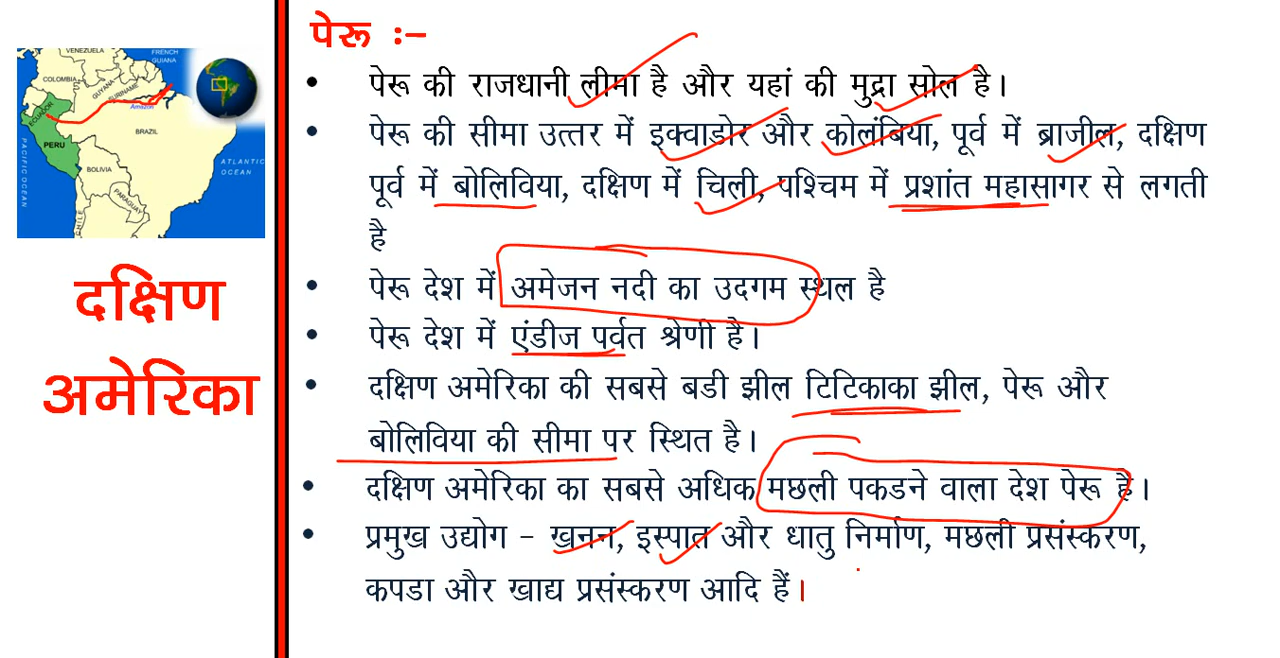 पेरू :–
• पेरू की राजधानी लीमा है और यहां की मुद्रा सोल है।
• पेरू की सीमा उत्तर में इक्वाडोर और कोलंबिया, पूर्व में ब्राजील, दक्षिण
पूर्व में बोलिविया, दक्षिण में चिली, पश्चिम में प्रशांत महासागर से लगती
है
• पेरू देश में अमेजन नदी का उदगम स्थल है
• पेरू देश में एंडीज पर्वत श्रेणी है।
• दक्षिण अमेरिका की सबसे बडी झील टिटिकाका झील, पेरू और
बोलिविया की सीमा पर स्थित है।
• दक्षिण अमेरिका का सबसे अधिक मछली पकडने वाला देश पेरू है।
• प्रमुख उद्योग – खनन, इस्पात और धातु निर्माण, मछली प्रसंस्करण,
कपडा और खाद्य प्रसंस्करण आदि हैं।
VENEZUELA
FRENCH
GUIANA
COLOMBIA
GUYANA
SURINAME
ECUADOR
Amazon
PERU
BRAZIL
BOLIVIA
PARAGUAY
CHILE
PACIFIC OCEAN
ATLANTIC
OCEAN
दक्षिण
अमेरिका